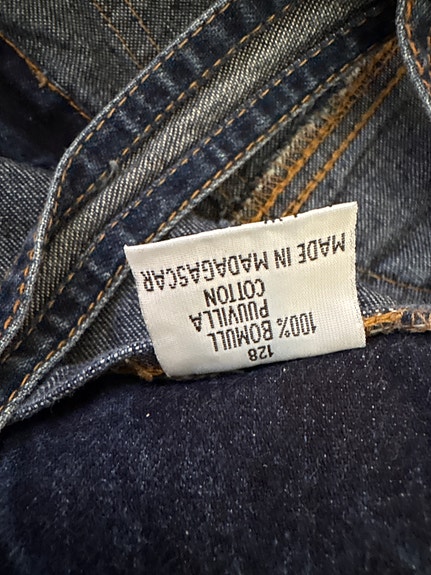 128
100% BOMULL
PUUVILLA
COTTON
MADE IN MADAGASCAR